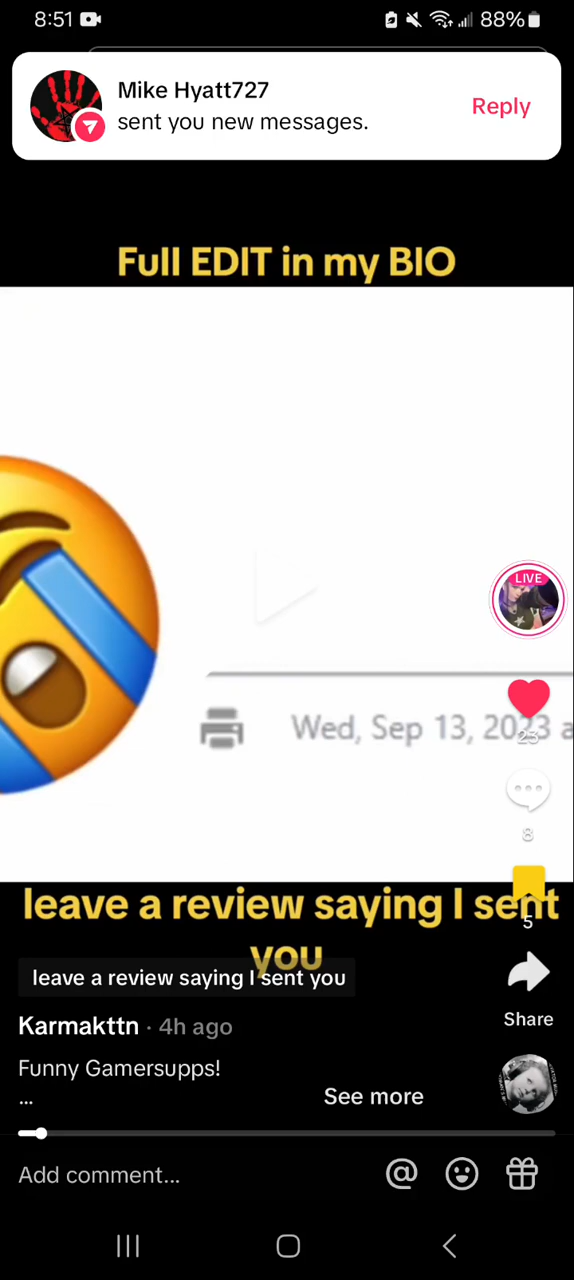 8:51
88%
Mike Hyatt727
sent you new messages.
Reply
Full EDIT in my BIO
LIVE
Wed, Sep 13, 2023 a
23
8
leave a review saying I sent
you
5
leave a review saying I sent you
Karmakttn · 4h ago
Share
Funny Gamersupps!
...
See more
Add comment...